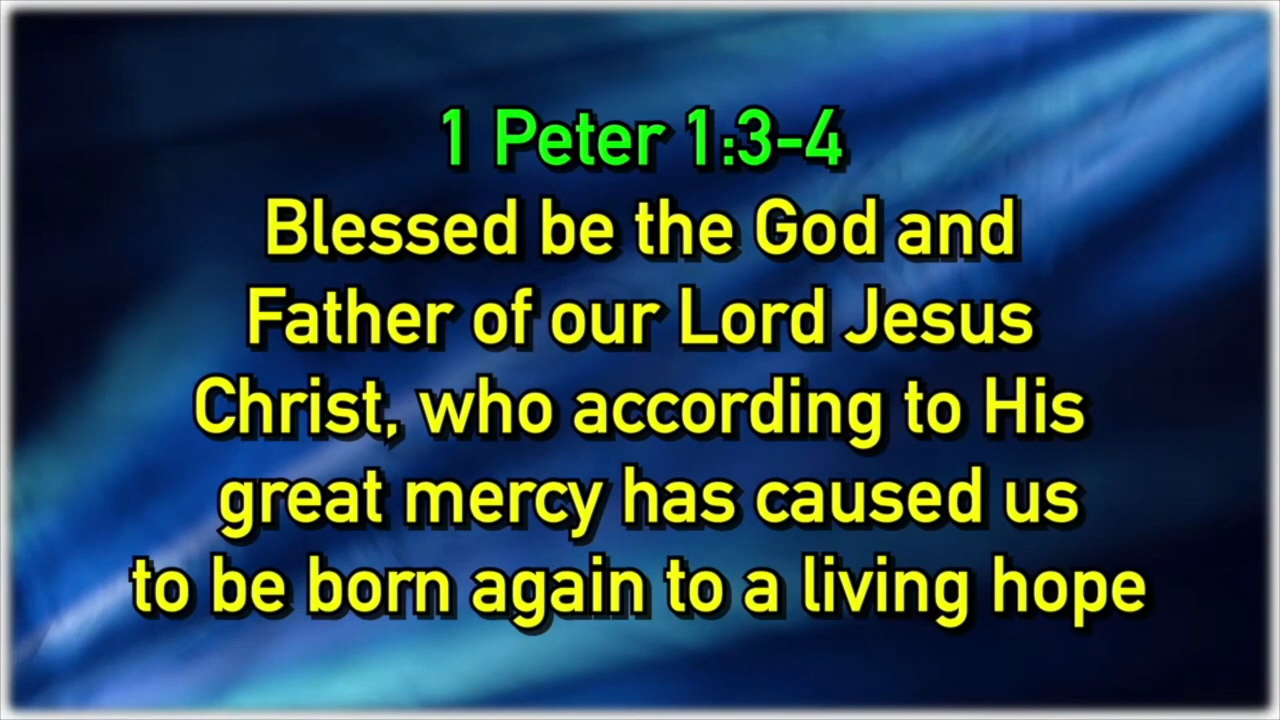 1 Peter 1:3-4
Blessed be the God and
Father of our Lord Jesus
Christ, who according to His
great mercy has caused us
to be born again to a living hope